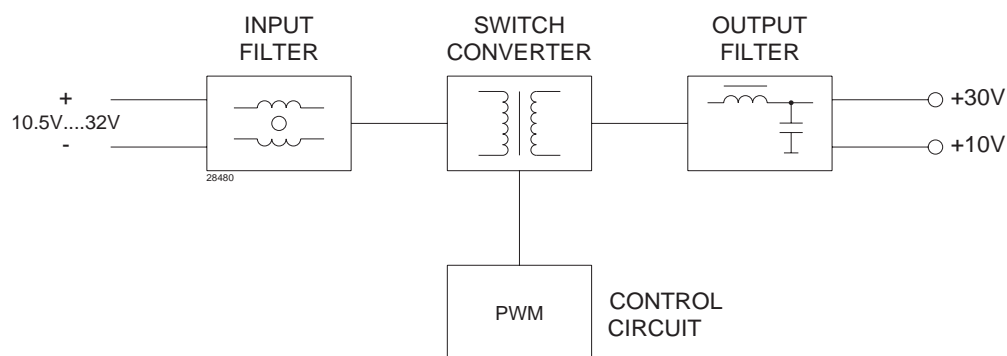 INPUT
FILTER
SWITCH
CONVERTER
OUTPUT
FILTER
+
10.5V....32V
-
+30V
+10V
28480
PWM
CONTROL
CIRCUIT